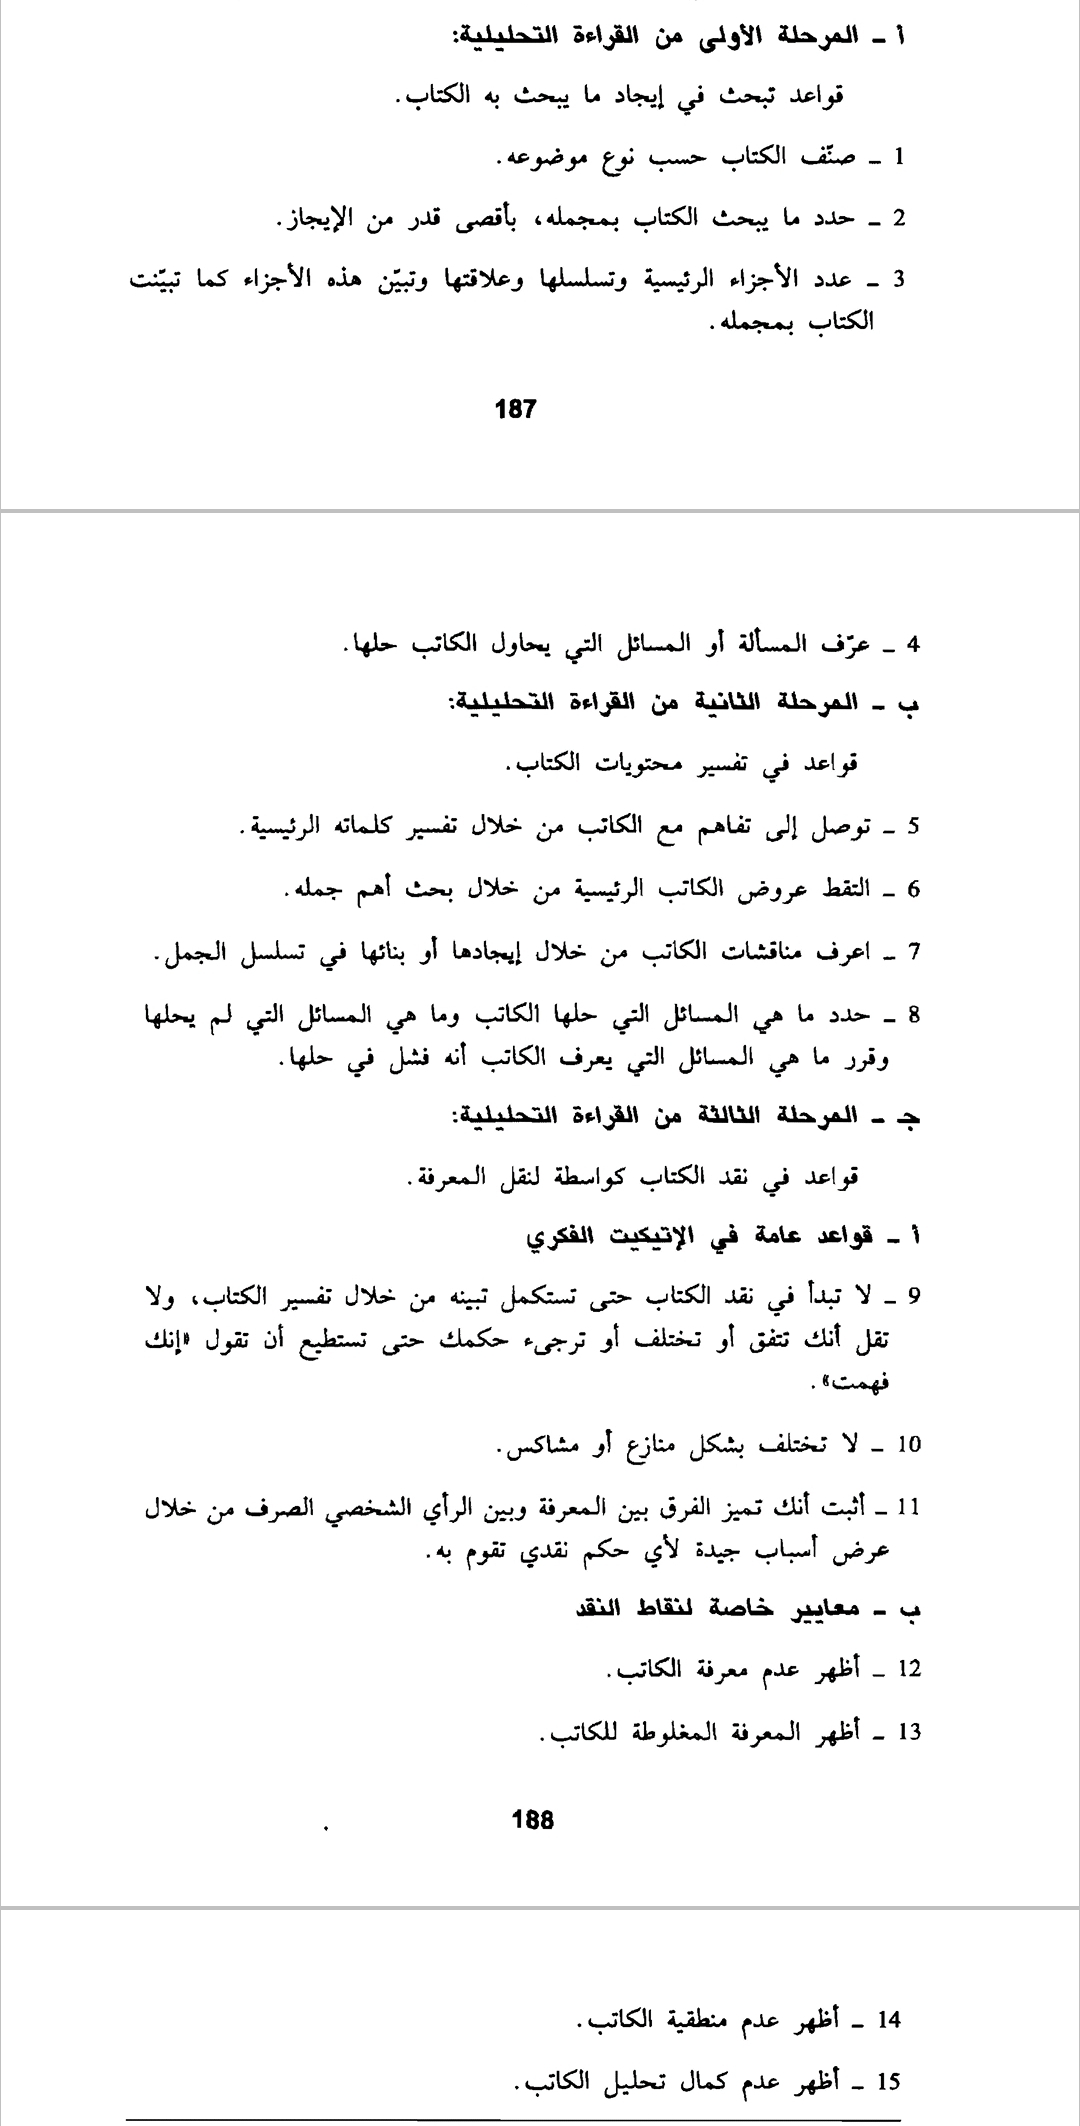 أ - المرحلة الأولى من القراءة التحليلية:
قواعد تبحث في إيجاد ما يبحث به الكتاب.
1 - صنّف الكتاب حسب نوع موضوعه.
2 - حدد ما يبحث الكتاب بمجمله، بأقصى قدر من الإيجاز.
3 - عدد الأجزاء الرئيسية وتسلسلها وعلاقتها وتبيّن هذه الأجزاء كما تبيّنت
الكتاب بمجمله.
187
4 - عرّف المسألة أو المسائل التي يحاول الكاتب حلها.
ب - المرحلة الثانية من القراءة التحليلية:
قواعد في تفسير محتويات الكتاب.
5 - توصل إلى تفاهم مع الكاتب من خلال تفسير كلماته الرئيسية.
6 - التقط عروض الكاتب الرئيسية من خلال بحث أهم جمله.
7 - اعرف مناقشات الكاتب من خلال إيجادها أو بنائها في تسلسل الجمل.
8 - حدد ما هي المسائل التي حلها الكاتب وما هي المسائل التي لم يحلها
وقرر ما هي المسائل التي يعرف الكاتب أنه فشل في حلها.
جـ - المرحلة الثالثة من القراءة التحليلية:
قواعد في نقد الكتاب كواسطة لنقل المعرفة.
أ - قواعد عامة في الإتيكيت الفكري
9 - لا تبدأ في نقد الكتاب حتى تستكمل تبينه من خلال تفسير الكتاب، ولا
تقل أنك تتفق أو تختلف أو ترجىء حكمك حتى تستطيع أن تقول «إنك
فهمت».
10 - لا تختلف بشكل منازع أو مشاكس.
11 - أثبت أنك تميز الفرق بين المعرفة وبين الرأي الشخصي الصرف من خلال
عرض أسباب جيدة لأي حكم نقدي تقوم به.
ب - معايير خاصة لنقاط النقد
12 - أظهر عدم معرفة الكاتب.
13 - أظهر المعرفة المغلوطة للكاتب.
188
14 - أظهر عدم منطقية الكاتب.
15 - أظهر عدم كمال تحليل الكاتب.